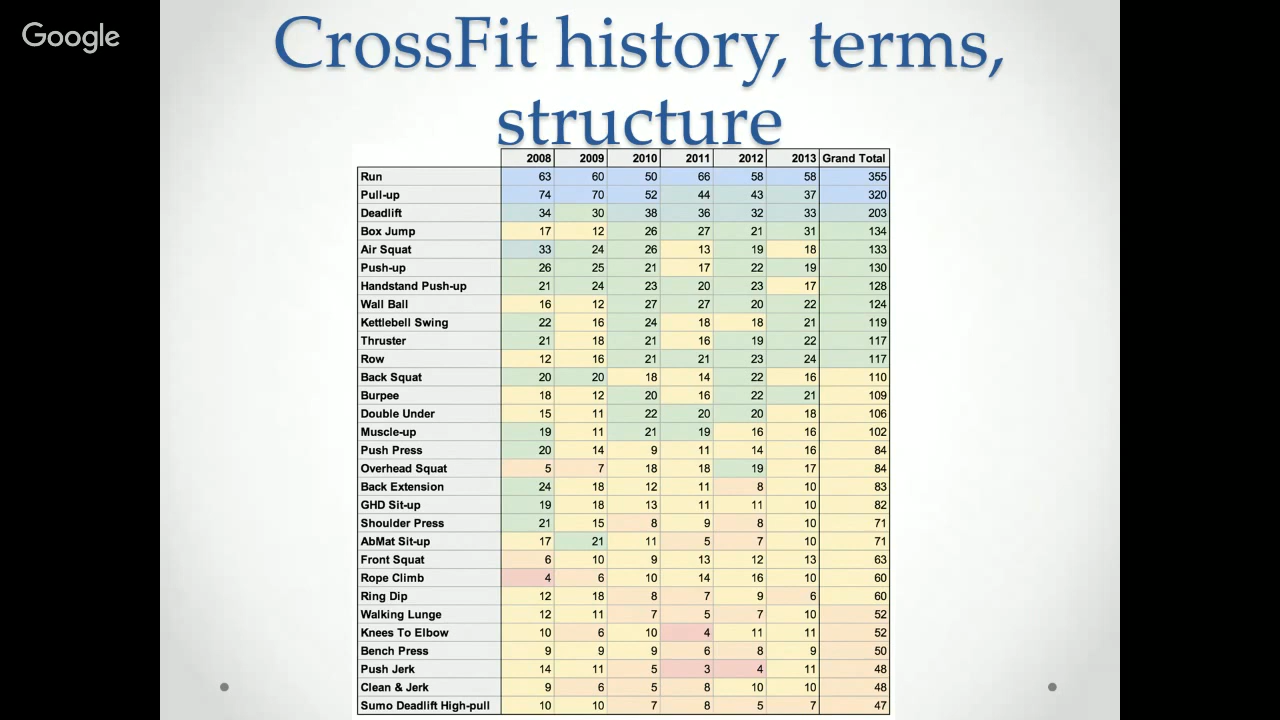 Google
CrossFit history, terms,
structure
2008 2009 2010 2011 2012 2013 Grand Total
Run 63 60 50 66 58 58 355
Pull-up 74 70 52 44 43 37 320
Deadlift 34 30 38 36 32 33 203
Box Jump 17 12 26 27 21 31 134
Air Squat 33 24 26 13 19 18 133
Push-up 26 25 21 17 22 19 130
Handstand Push-up 21 24 23 20 23 17 128
Wall Ball 16 12 27 27 20 22 124
Kettlebell Swing 22 16 24 18 18 21 119
Thruster 21 18 21 16 19 22 117
Row 12 16 21 21 23 24 117
Back Squat 20 20 18 14 22 16 110
Burpee 18 12 20 16 22 21 109
Double Under 15 11 22 20 20 18 106
Muscle-up 19 11 21 19 16 16 102
Push Press 20 14 9 11 14 16 84
Overhead Squat 5 7 18 18 19 17 84
Back Extension 24 18 12 11 8 10 83
GHD Sit-up 19 18 13 11 11 10 82
Shoulder Press 21 15 8 9 8 10 71
AbMat Sit-up 17 21 11 5 7 10 71
Front Squat 6 10 9 13 12 13 63
Rope Climb 4 6 10 14 16 10 60
Ring Dip 12 18 8 7 9 6 60
Walking Lunge 12 11 7 5 7 10 52
Knees To Elbow 10 6 10 4 11 11 52
Bench Press 9 9 9 6 8 9 50
Push Jerk 14 11 5 3 4 11 48
Clean & Jerk 9 6 5 8 10 10 48
Sumo Deadlift High-pull 10 10 7 8 5 7 47